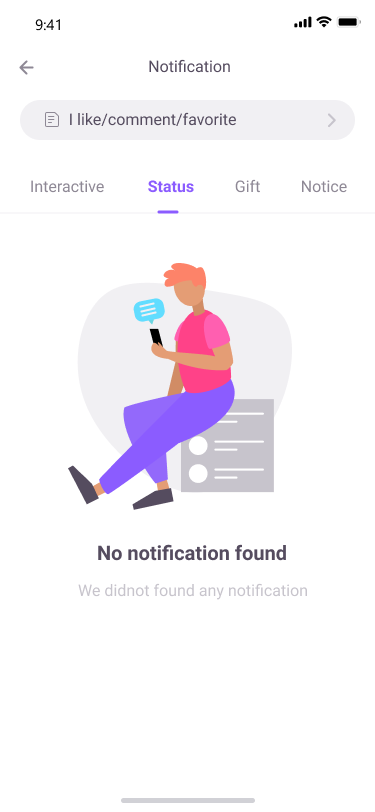 9:41
Notification
I like/comment/favorite
Interactive Status Gift Notice
No notification found
We didnot found any notification